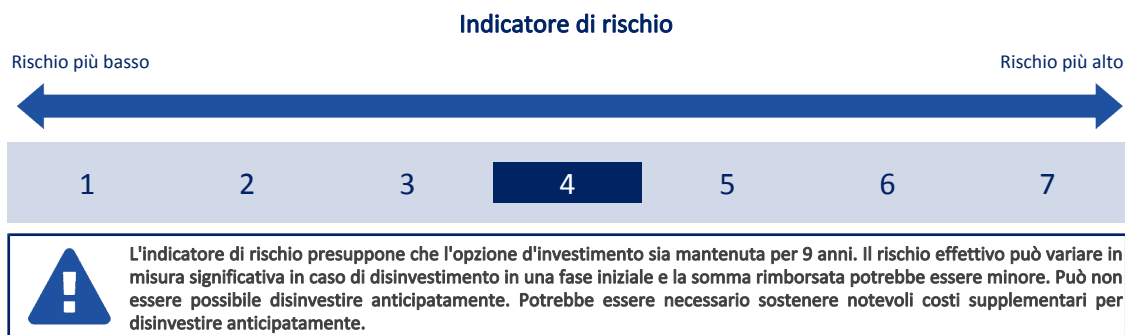 Indicatore di rischio
Rischio più basso
Rischio più alto
1 2 3 4 5 6 7
L'indicatore di rischio presuppone che l'opzione d'investimento sia mantenuta per 9 anni. Il rischio effettivo può variare in
misura significativa in caso di disinvestimento in una fase iniziale e la somma rimborsata potrebbe essere minore. Può non
essere possibile disinvestire anticipatamente. Potrebbe essere necessario sostenere notevoli costi supplementari per
disinvestire anticipatamente.